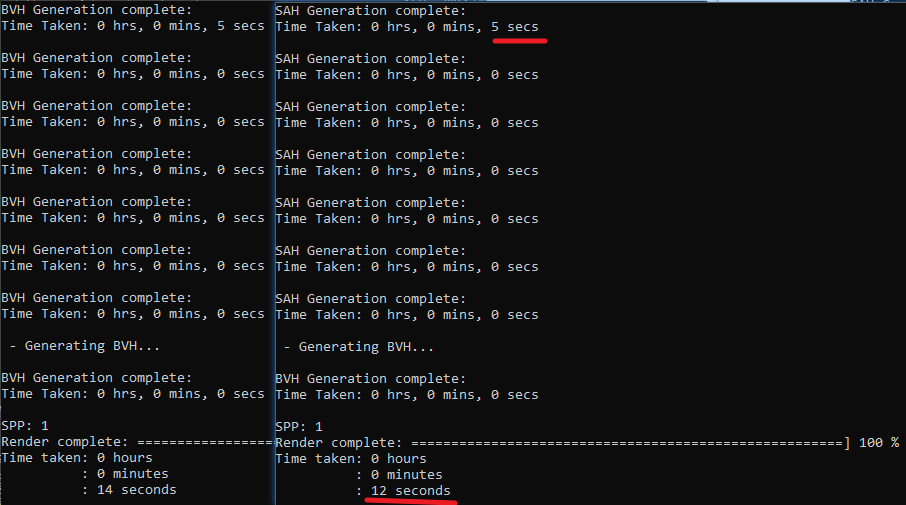 BVH Generation complete:
Time Taken: 0 hrs, 0 mins, 5 secs
BVH Generation complete:
Time Taken: 0 hrs, 0 mins, 0 secs
BVH Generation complete:
Time Taken: 0 hrs, 0 mins, 0 secs
BVH Generation complete:
Time Taken: 0 hrs, 0 mins, 0 secs
BVH Generation complete:
Time Taken: 0 hrs, 0 mins, 0 secs
BVH Generation complete:
Time Taken: 0 hrs, 0 mins, 0 secs
BVH Generation complete:
Time Taken: 0 hrs, 0 mins, 0 secs
- Generating BVH...
BVH Generation complete:
Time Taken: 0 hrs, 0 mins, 0 secs
SPP: 1
Render complete: =================
Time taken: 0 hours
: 0 minutes
: 14 seconds
SAH Generation complete:
Time Taken: 0 hrs, 0 mins, 5 secs
SAH Generation complete:
Time Taken: 0 hrs, 0 mins, 0 secs
SAH Generation complete:
Time Taken: 0 hrs, 0 mins, 0 secs
SAH Generation complete:
Time Taken: 0 hrs, 0 mins, 0 secs
SAH Generation complete:
Time Taken: 0 hrs, 0 mins, 0 secs
SAH Generation complete:
Time Taken: 0 hrs, 0 mins, 0 secs
SAH Generation complete:
Time Taken: 0 hrs, 0 mins, 0 secs
- Generating BVH...
BVH Generation complete:
Time Taken: 0 hrs, 0 mins, 0 secs
SPP: 1
Render complete: ======================================================] 100 %
Time taken: 0 hours
: 0 minutes
: 12 seconds